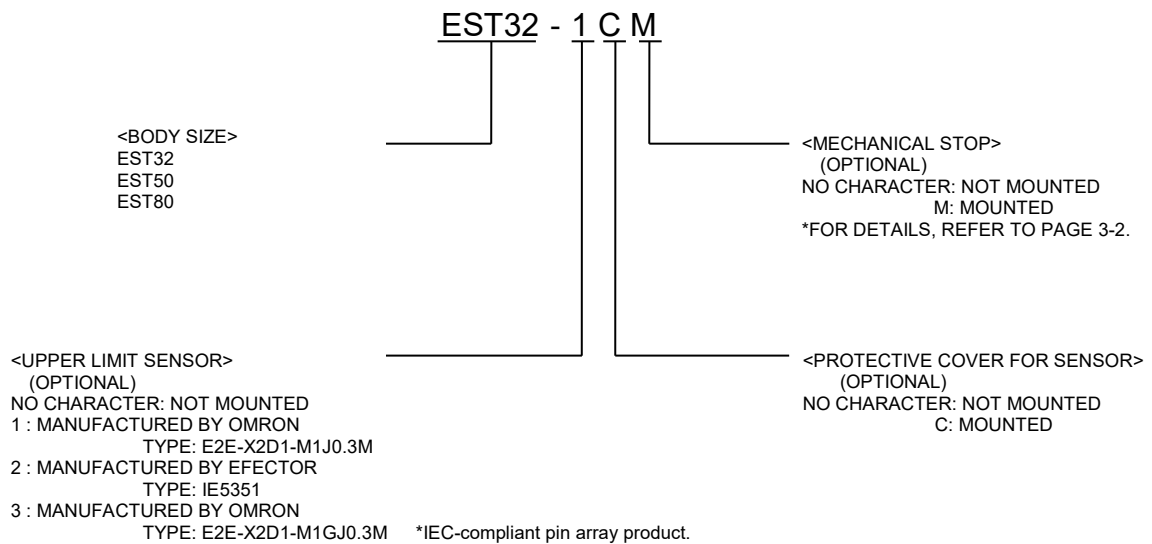 EST32 - 1 C M
<BODY SIZE>
EST32
EST50
EST80
<MECHANICAL STOP>
(OPTIONAL)
NO CHARACTER: NOT MOUNTED
M: MOUNTED
*FOR DETAILS, REFER TO PAGE 3-2.
<UPPER LIMIT SENSOR>
(OPTIONAL)
NO CHARACTER: NOT MOUNTED
1 : MANUFACTURED BY OMRON
TYPE: E2E-X2D1-M1J0.3M
2 : MANUFACTURED BY EFECTOR
TYPE: IE5351
3 : MANUFACTURED BY OMRON
TYPE: E2E-X2D1-M1GJ0.3M *IEC-compliant pin array product.
<PROTECTIVE COVER FOR SENSOR>
(OPTIONAL)
NO CHARACTER: NOT MOUNTED
C: MOUNTED